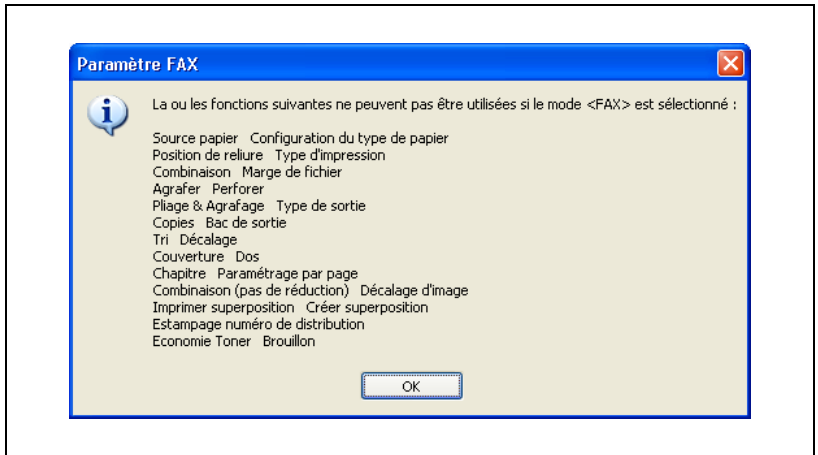 Paramètre FAX
La ou les fonctions suivantes ne peuvent pas être utilisées si le mode <FAX> est sélectionné :
Source papier   Configuration du type de papier
Position de reliure   Type d'impression
Combinaison   Marge de fichier
Agrafer   Perforer
Pliage & Agrafage   Type de sortie
Copies   Bac de sortie
Tri   Décalage
Couverture   Dos
Chapitre   Paramétrage par page
Combinaison (pas de réduction)   Décalage d'image
Imprimer superposition   Créer superposition
Estampage numéro de distribution
Economie Toner   Brouillon
OK